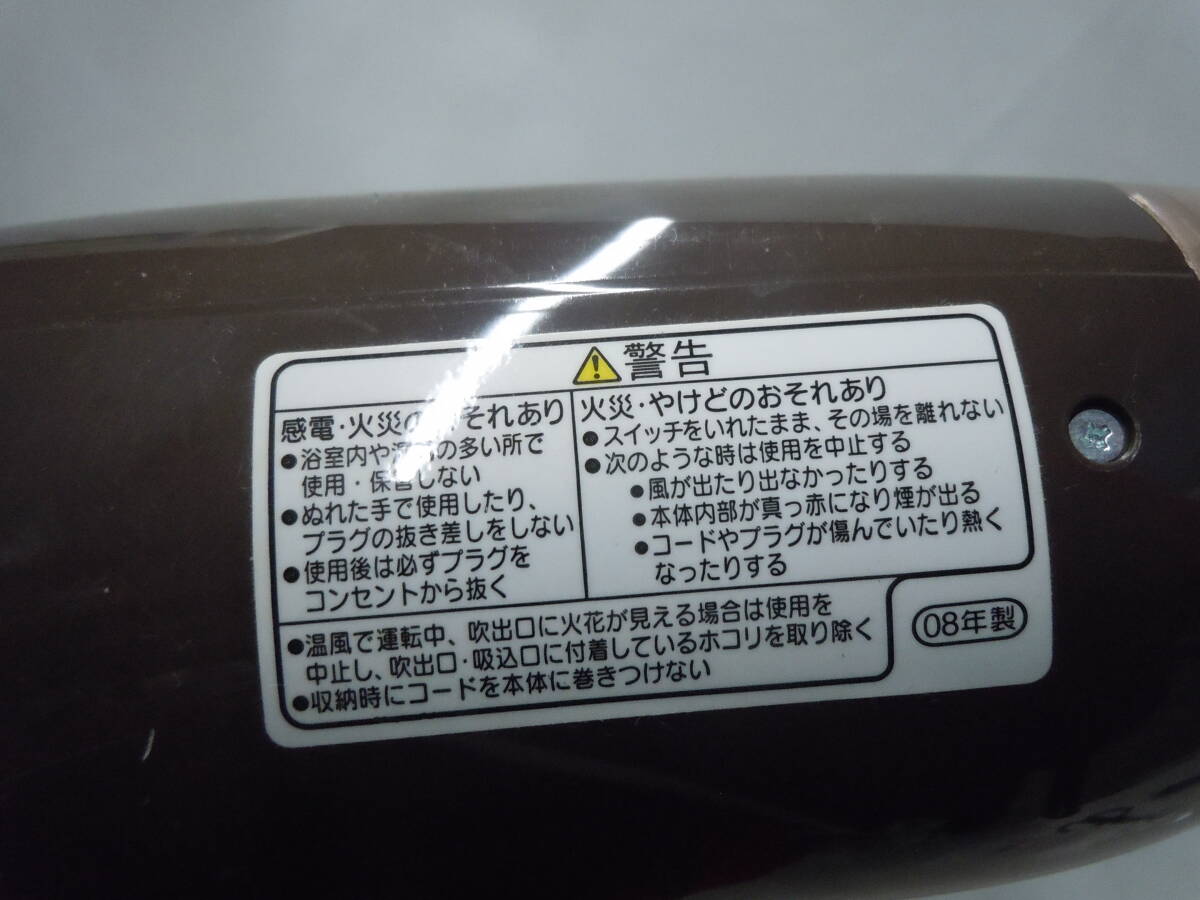 警告
感電・火災のおそれあり
●浴室内や湿気の多い所で
使用・保管しない
●ぬれた手で使用したり、
プラグの抜き差しをしない
●使用後は必ずプラグを
コンセントから抜く
火災・やけどのおそれあり
●スイッチをいれたまま、その場を離れない
●次のような時は使用を中止する
●風が出たり出なかったりする
●本体内部が真っ赤になり煙が出る
●コードやプラグが傷んでいたり熱く
なったりする
●温風で運転中、吹出口に火花が見える場合は使用を
中止し、吹出口・吸込口に付着しているホコリを取り除く
●収納時にコードを本体に巻きつけない
08年製